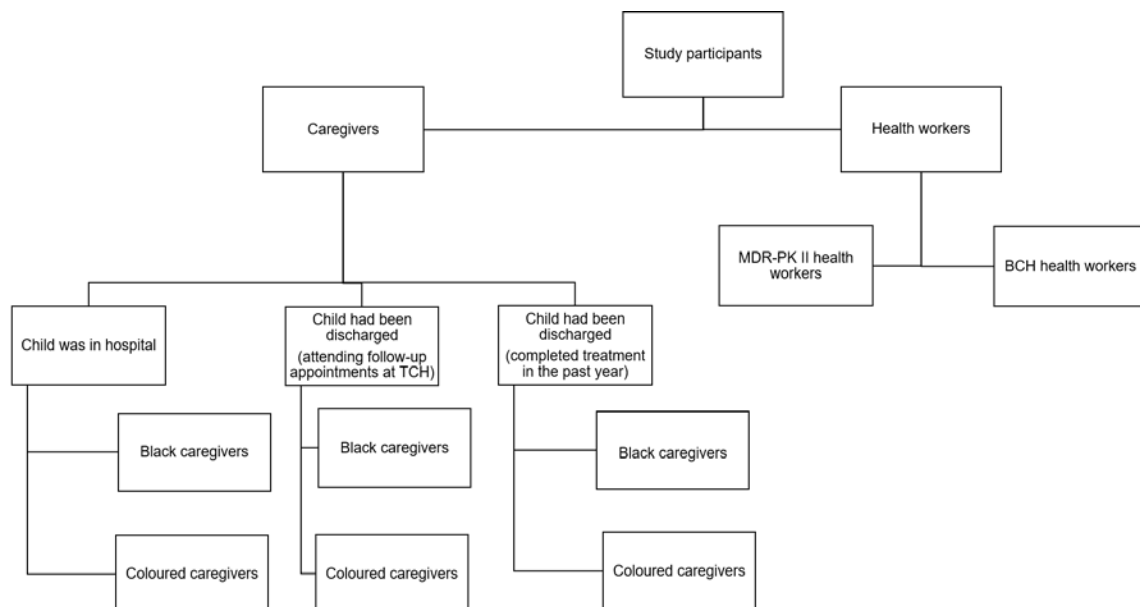 Study participants
Caregivers
Health workers
MDR-PK II health
workers
BCH health workers
Child was in hospital
Child had been
discharged
(attending follow-up
appointments at TCH)
Child had been
discharged
(completed treatment
in the past year)
Black caregivers
Black caregivers
Black caregivers
Coloured caregivers
Coloured caregivers
Coloured caregivers